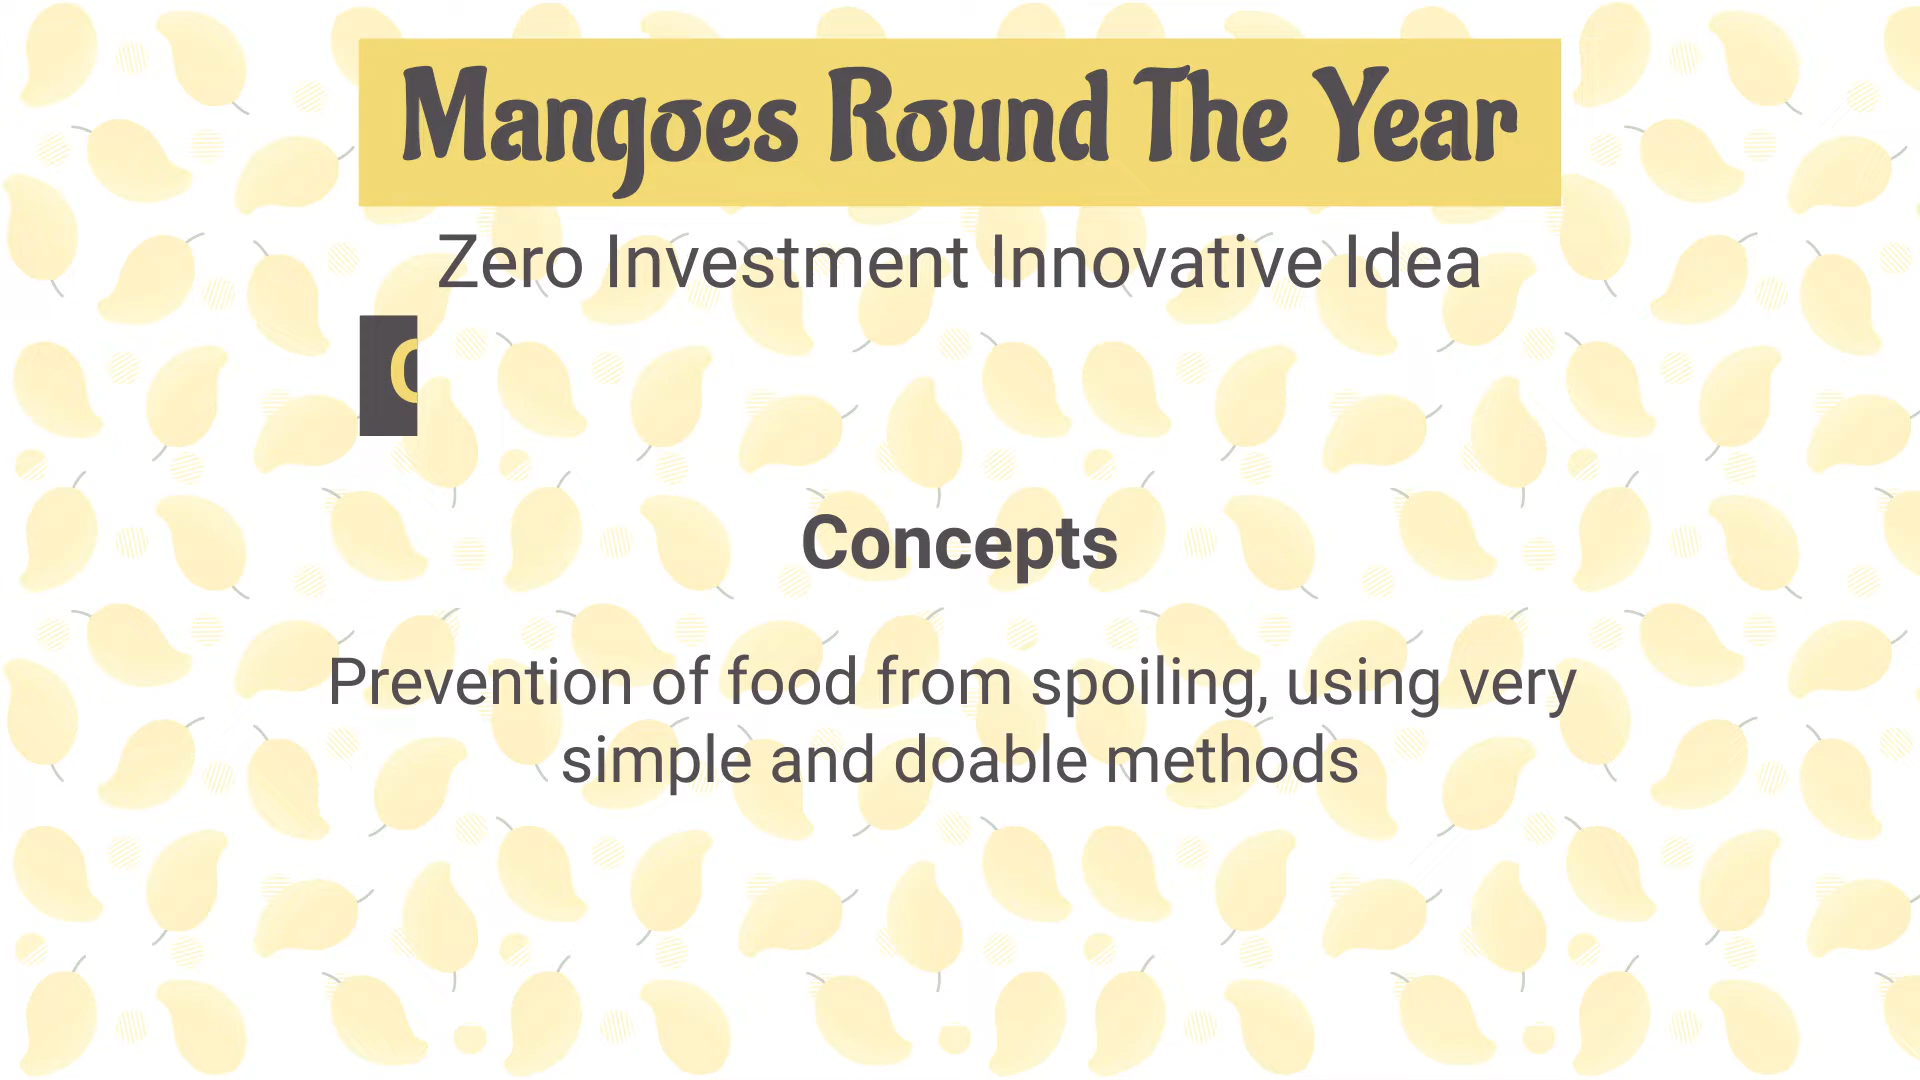 Mangoes Round The Year
Zero Investment Innovative Idea
Concepts
Prevention of food from spoiling, using very
simple and doable methods